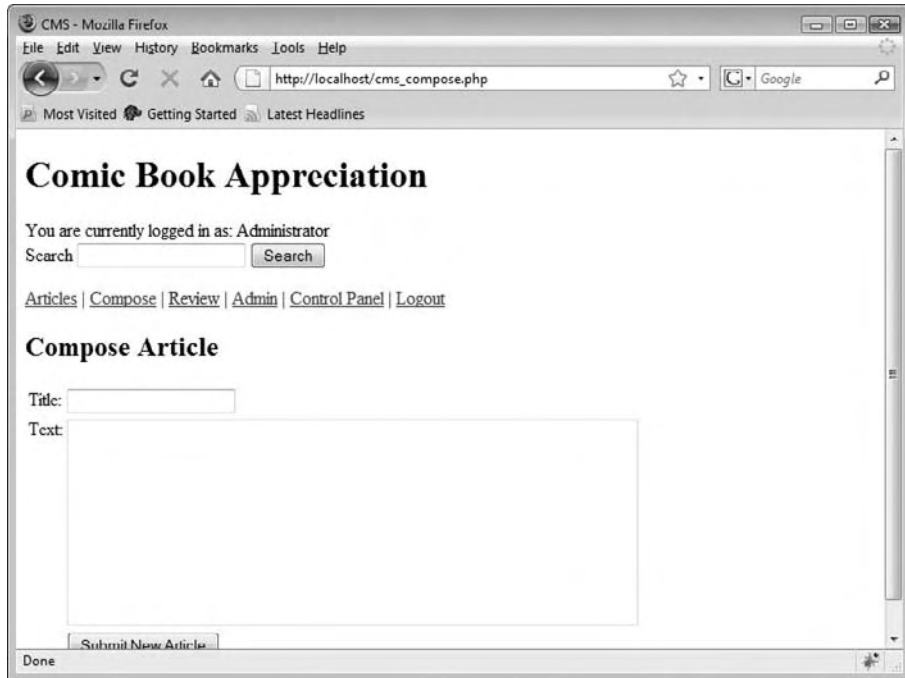 CMS - Mozilla Firefox
File Edit View History Bookmarks Tools Help
http://localhost/cms_compose.php
G Google
Most Visited Getting Started Latest Headlines
Comic Book Appreciation
You are currently logged in as: Administrator
Search Search
Articles | Compose | Review | Admin | Control Panel | Logout
Compose Article
Title:
Text:
Submit New Article
Done